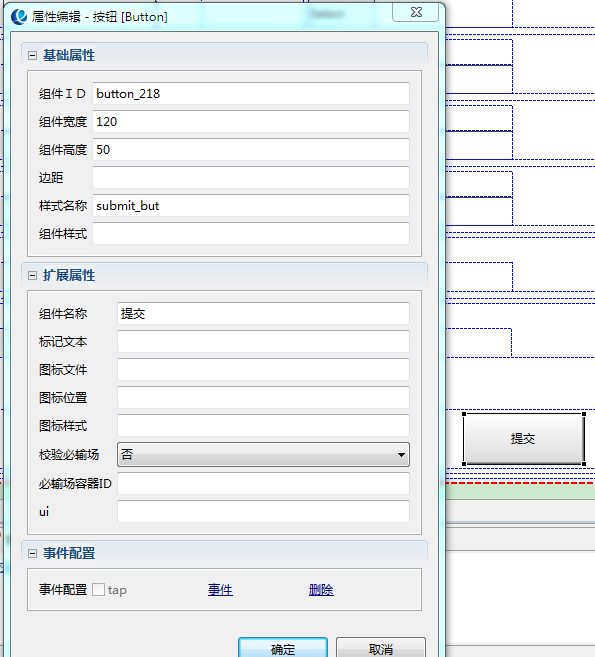 属性编辑 - 按钮 [Button]
基础属性
组件ＩＤ button_218
组件宽度 120
组件高度 50
边距
样式名称 submit_but
组件样式
扩展属性
组件名称 提交
标记文本
图标文件
图标位置
图标样式
校验必输场 否
必输场容器ID
ui
提交
事件配置
事件配置 tap 事件 删除
确定 取消